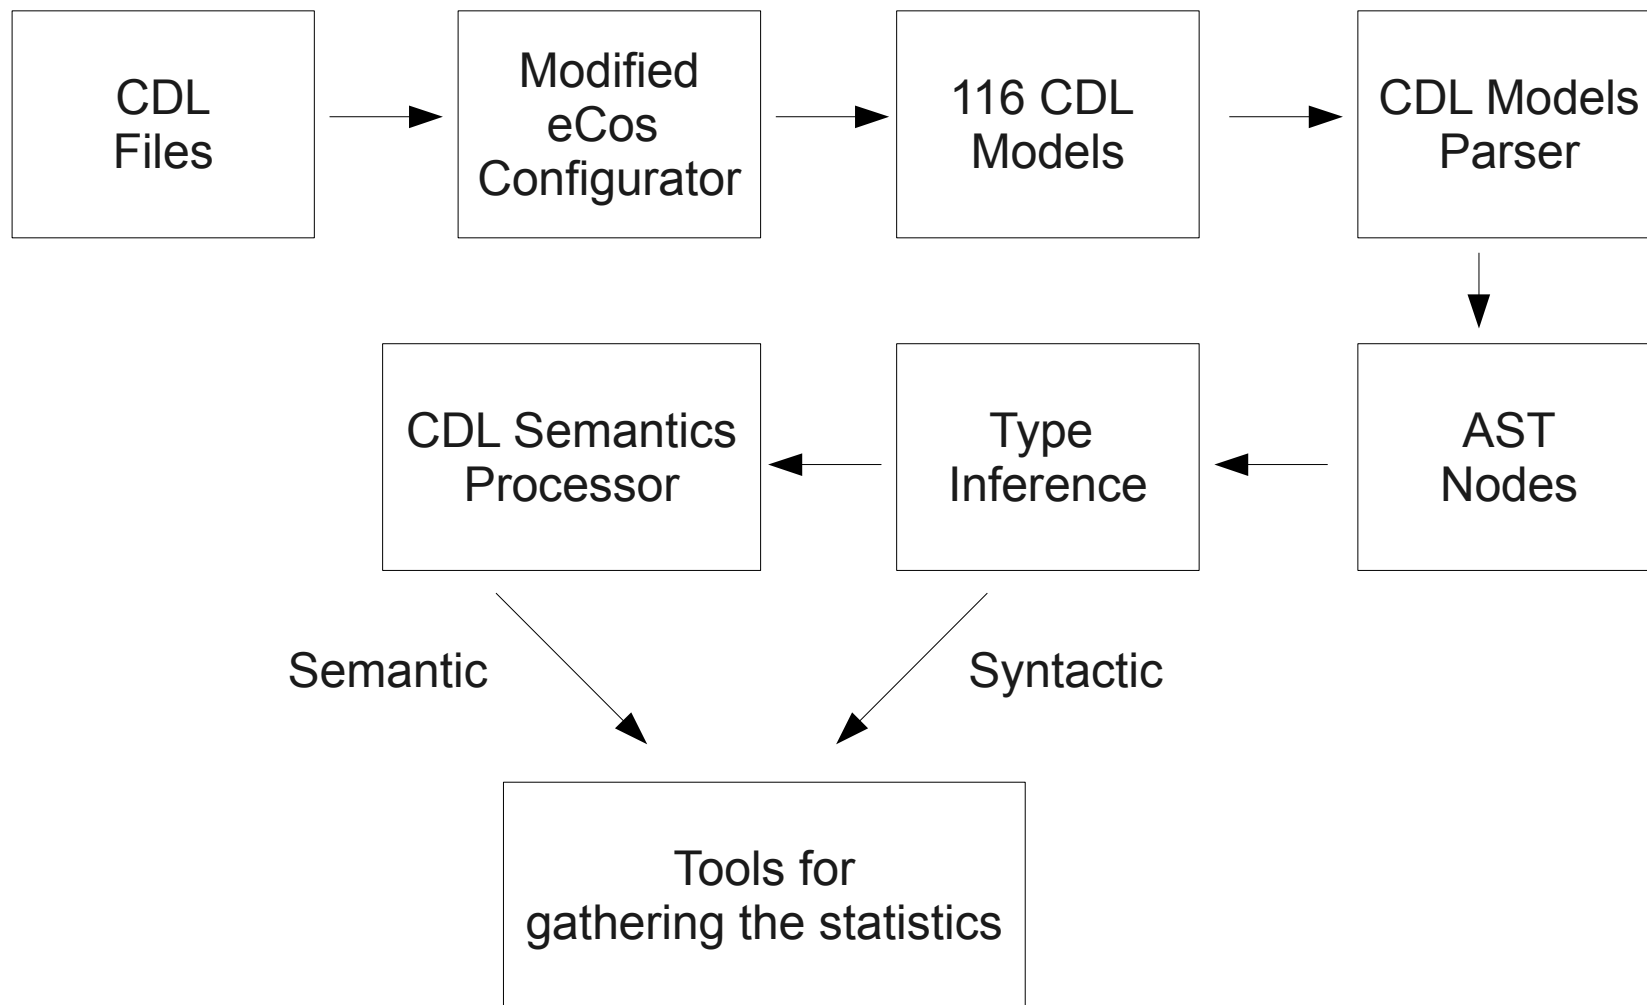 CDL
Files
Modified
eCos
Configurator
116 CDL
Models
CDL Models
Parser
CDL Semantics
Processor
Type
Inference
AST
Nodes
Semantic
Syntactic
Tools for
gathering the statistics